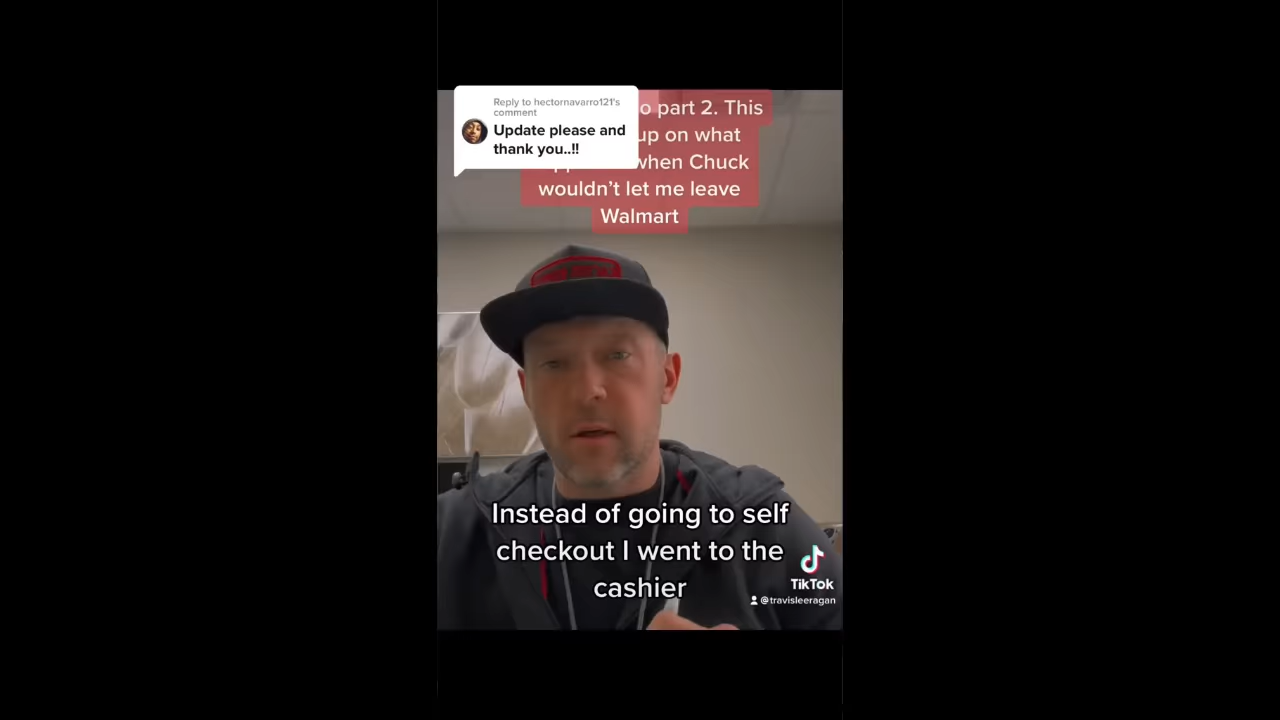 Reply to hectornavarro121's
comment
Update please and
thank you..!!
o part 2. This
up on what
when Chuck
wouldn't let me leave
Walmart
Instead of going to self
checkout I went to the
cashier
TikTok
@travisleeragan